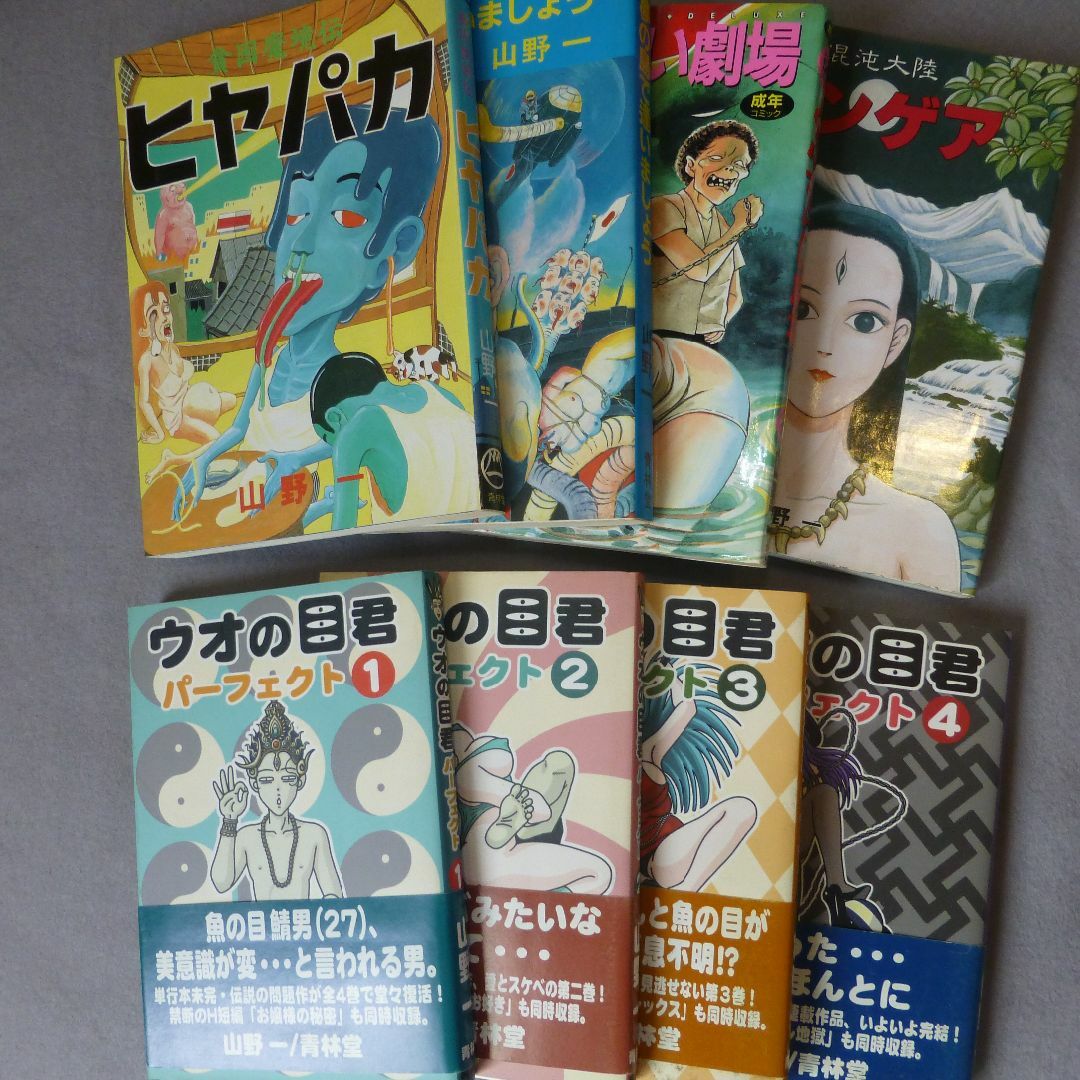 貧困魔境伝
ヒヤパカ
山野 一
ヒヤパカ
山野 一
ましょう
山野 一
DELUXE
い劇場
成年
コミック
混沌大陸
ンゲア
野 一
ウオの目君
パーフェクト 1
魚の目 鯖男(27)、
美意識が変・・・と言われる男。
単行本未完・伝説の問題作が全4巻で堂々復活!
禁断のH短編「お嬢様の秘密」も同時収録。
山野 一/青林堂
の目君
ェクト 2
みたいな
・・・
愛とスケベの第二巻!
お好き」も同時収録。
青林堂
の目君
クト 3
んと魚の目が
息不明!?
見逃せない第3巻!
ックス」も同時収録。
林堂
の目君
ェクト 4
った・・・
ほんとに
連載作品、いよいよ完結!
地獄」も同時収録。
/青林堂